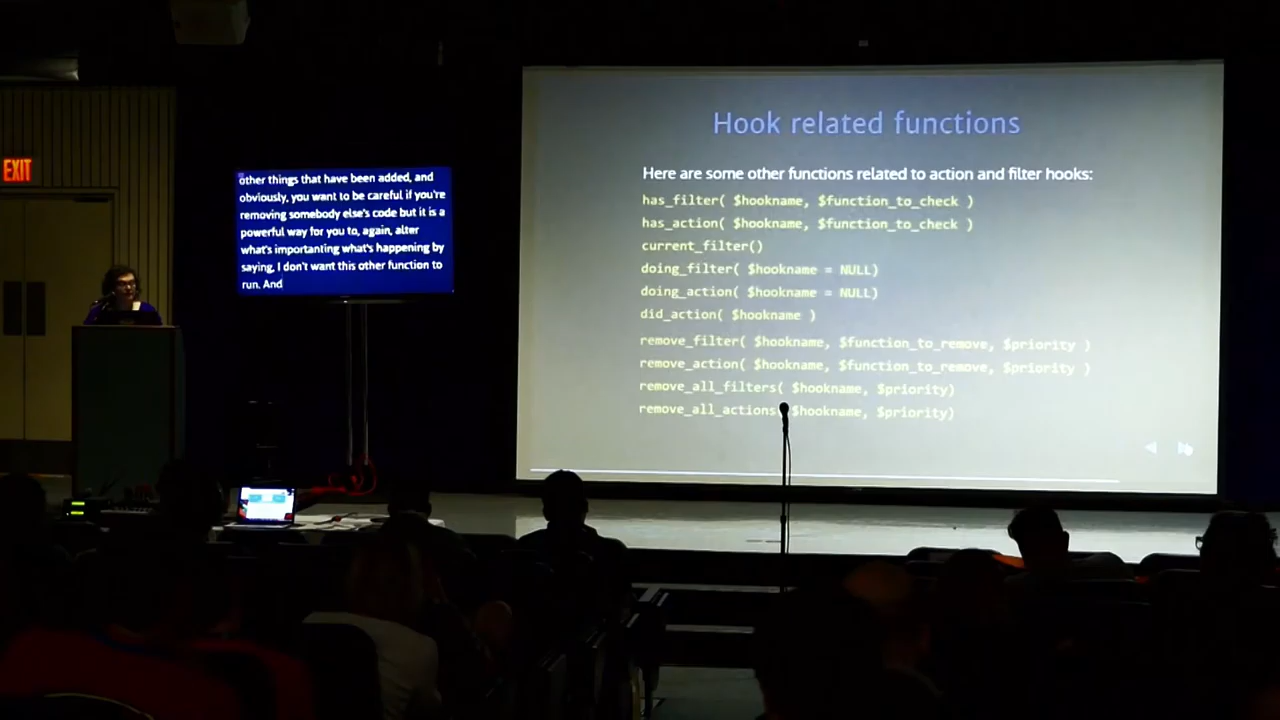 EXIT
other things that have been added, and
obviously, you want to be careful if you're
removing somebody else's code but it is a
powerful way for you to, again, alter
what's importanting what's happening by
saying, I don't want this other function to
run. And
Hook related functions
Here are some other functions related to action and filter hooks:
has_filter( $hookname, $function_to_check )
has_action( $hookname, $function_to_check )
current_filter()
doing_filter( $hookname = NULL)
doing_action( $hookname = NULL)
did_action( $hookname )
remove_filter( $hookname, $function_to_remove, $priority )
remove_action( $hookname, $function_to_remove, $priority )
remove_all_filters( $hookname, $priority)
remove_all_actions( $hookname, $priority)